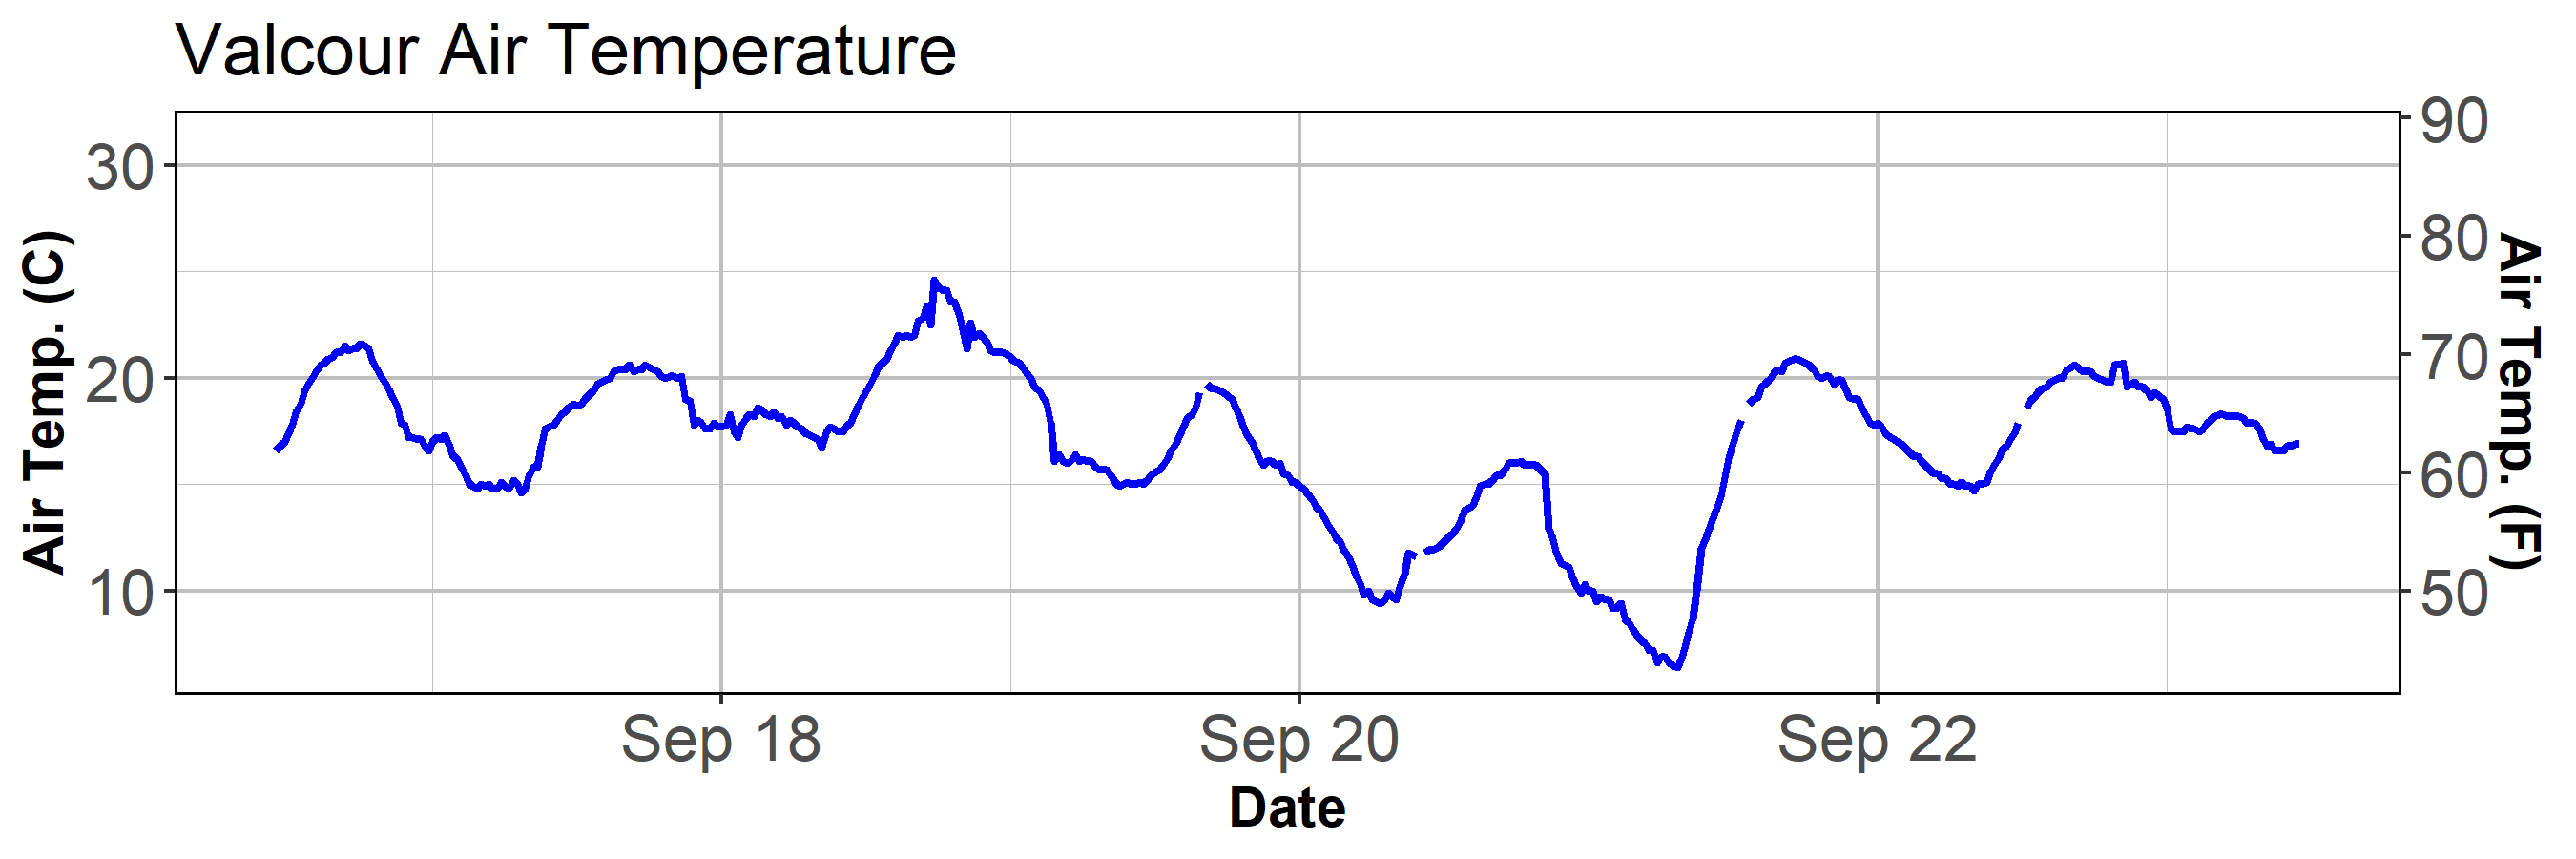 Valcour Air Temperature
30
20
10
Air Temp. (C)
90
80
70
60
50
Air Temp. (F)
Sep 18
Sep 20
Sep 22
Date